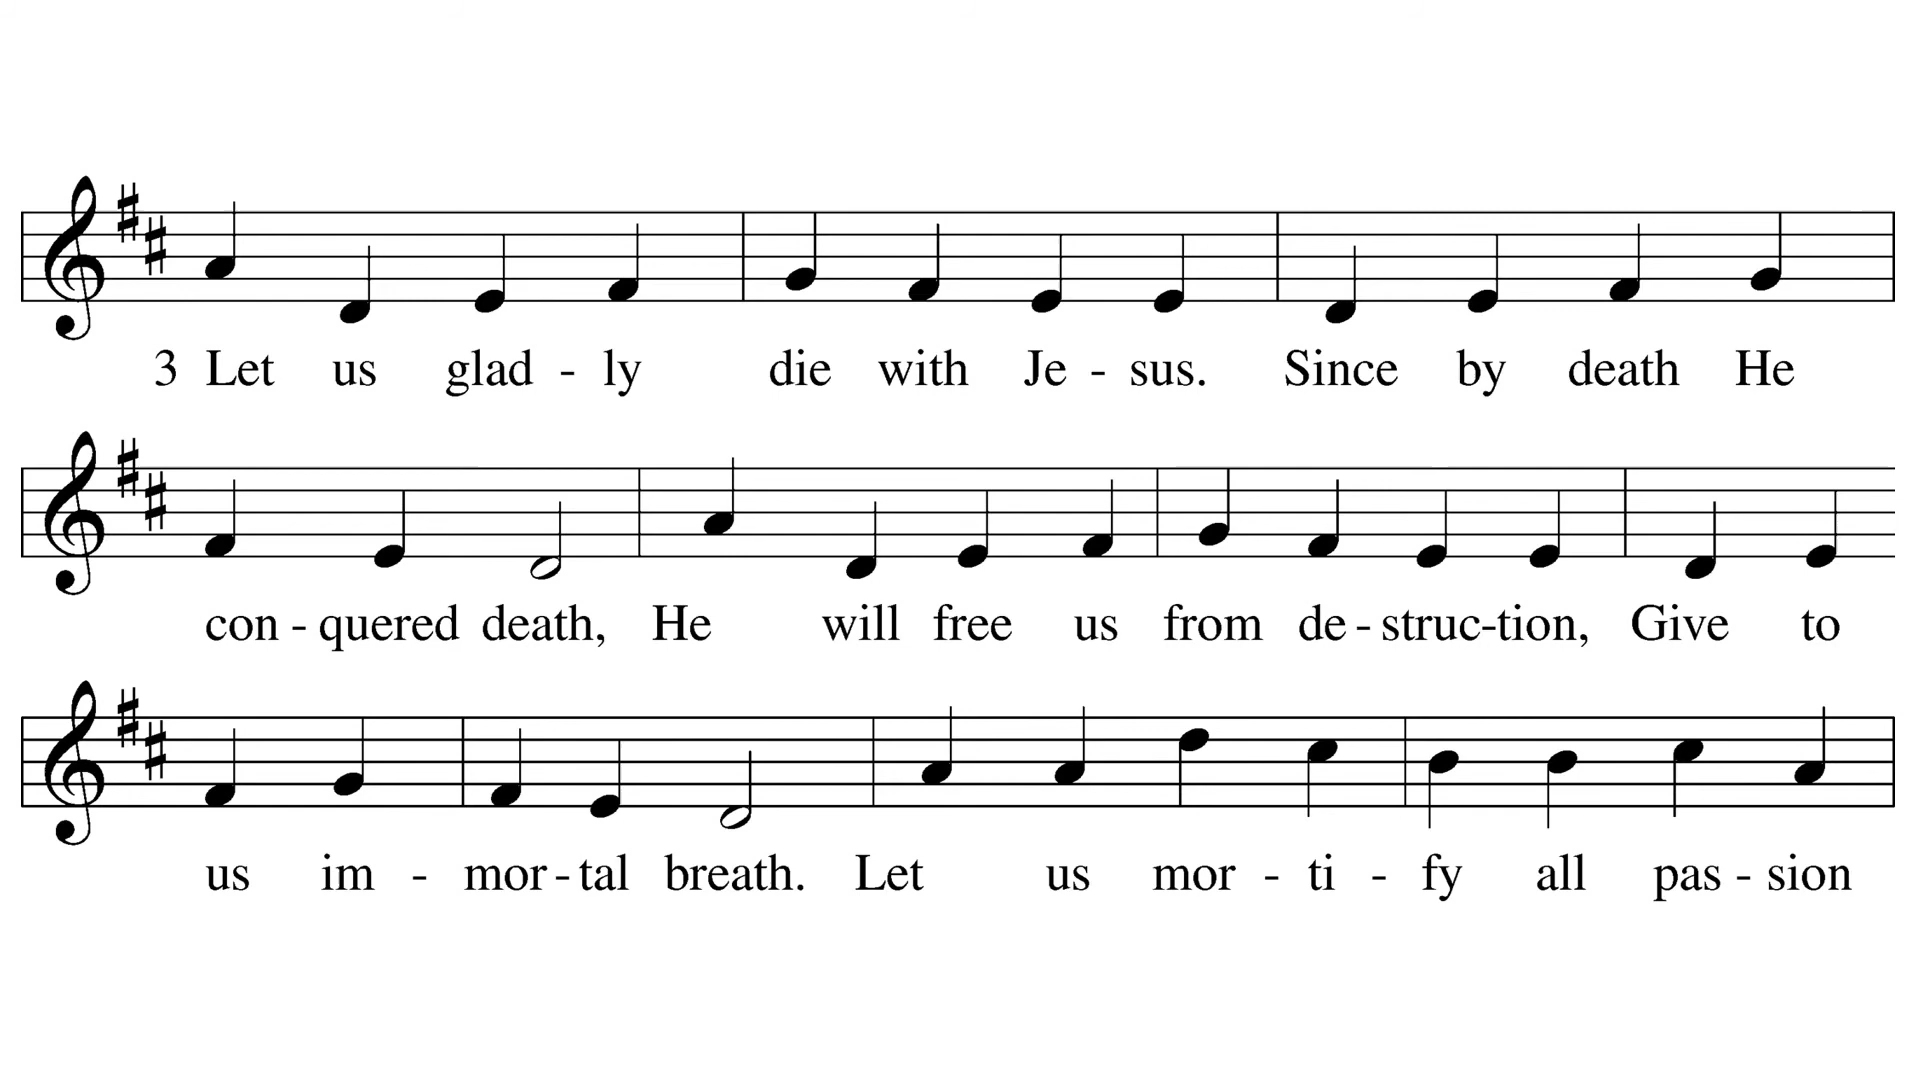 3 Let us glad - ly die with Je - sus. Since by death He
con - quered death, He will free us from de - struc - tion, Give to
us im - mor - tal breath. Let us mor - ti - fy all pas - sion